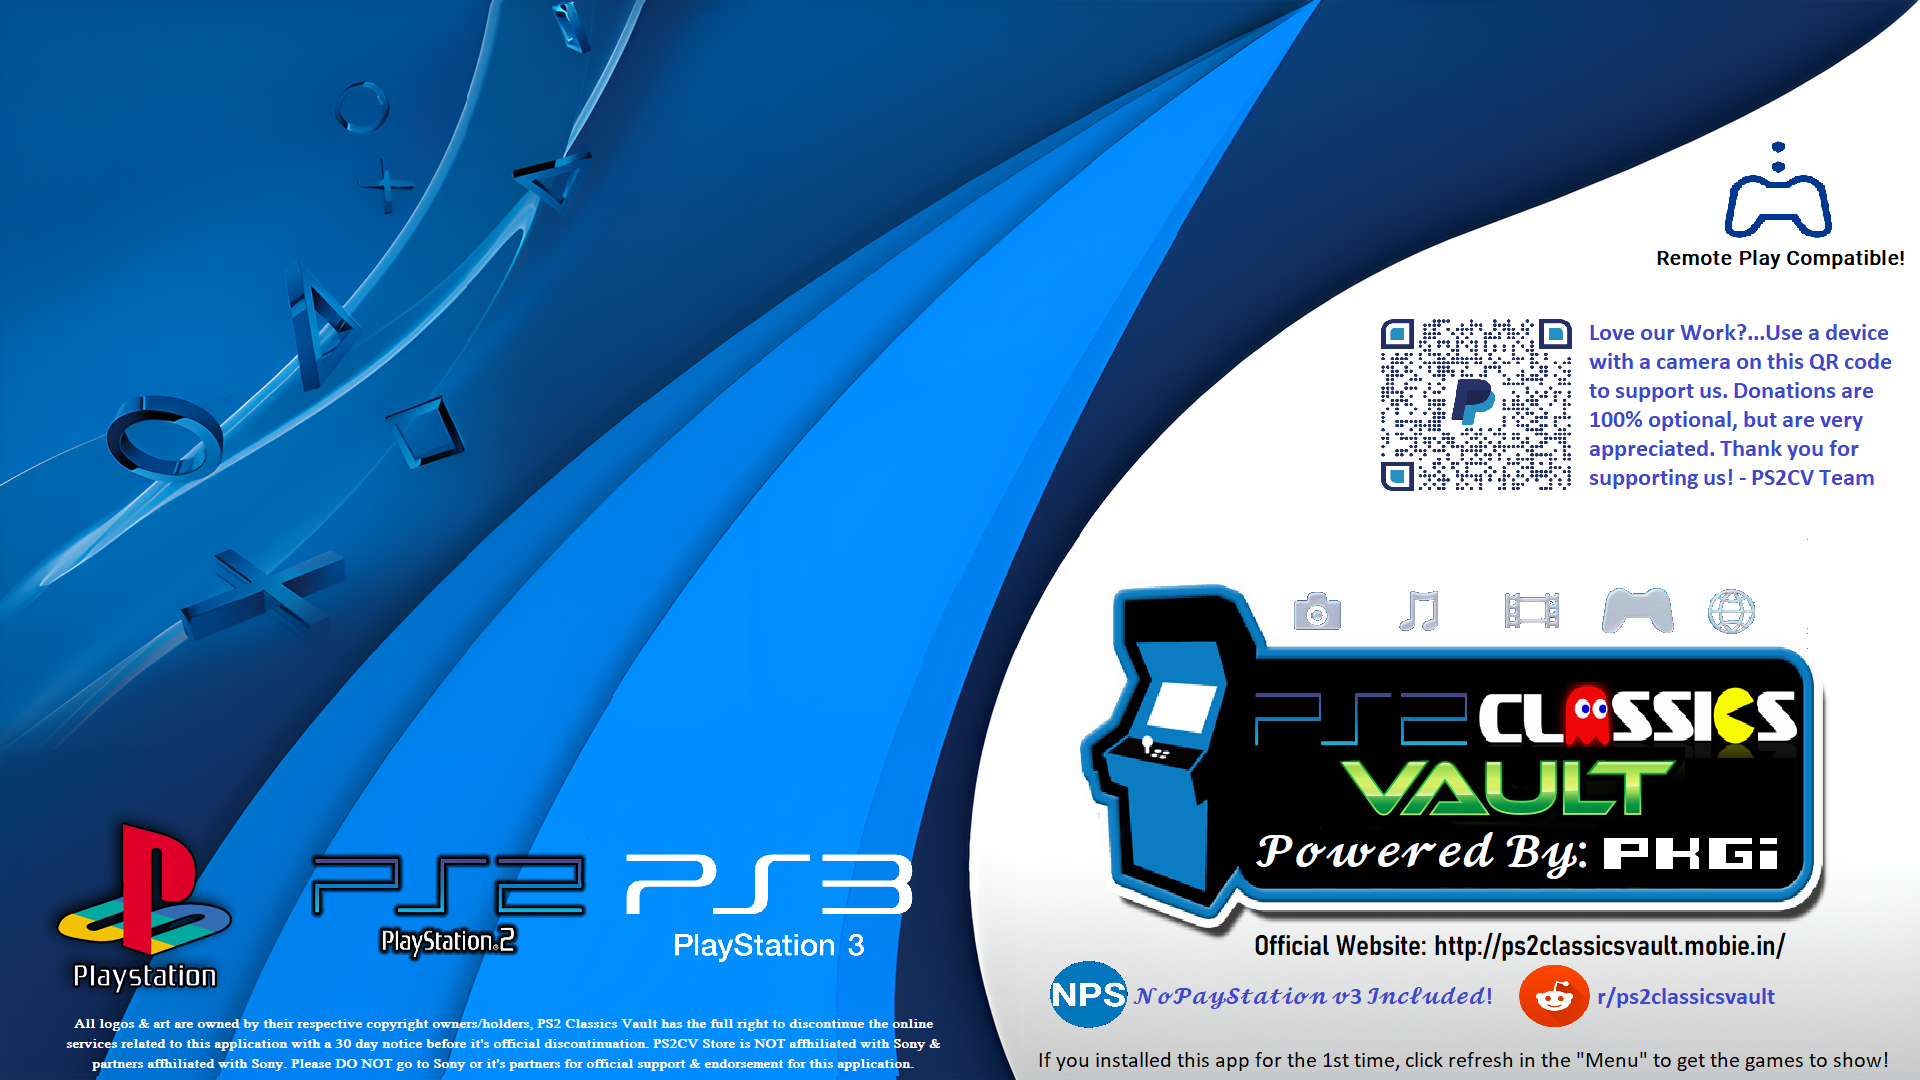 Remote Play Compatible!
Love our Work?...Use a device
with a camera on this QR code
to support us. Donations are
100% optional, but are very
appreciated. Thank you for
supporting us! - PS2CV Team
PS2 CLASSICS
VAULT
Powered By: PKGi
Official Website: http://ps2classicsvault.mobie.in/
NPS NoPayStation v3 Included!
r/ps2classicsvault
If you installed this app for the 1st time, click refresh in the "Menu" to get the games to show!
Playstation
PS2
PlayStation.2
PS3
PlayStation 3
All logos & art are owned by their respective copyright owners/holders, PS2 Classics Vault has the full right to discontinue the online
services related to this application with a 30 day notice before it's official discontinuation. PS2CV Store is NOT affhiliated with Sony &
partners affhiliated with Sony. Please DO NOT go to Sony or it's partners for official support & endorsement for this application.